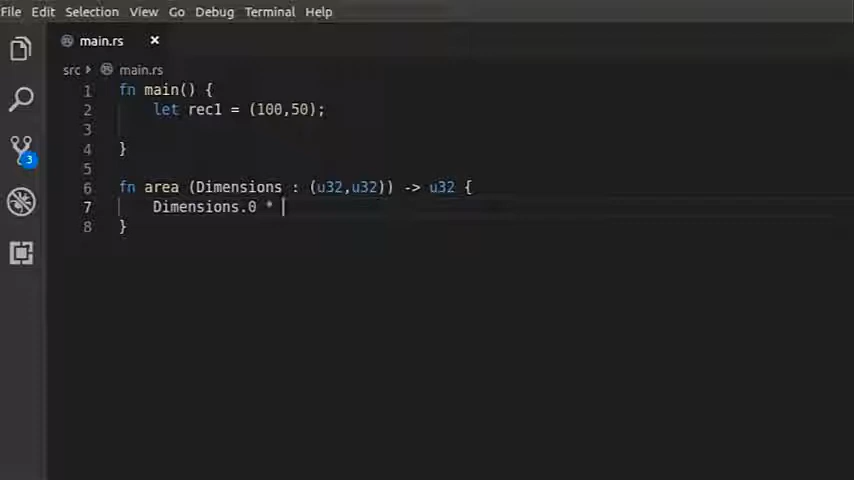 File Edit Selection View Go Debug Terminal Help
main.rs ×
src main.rs
1 fn main() {
2 let rec1 = (100,50);
3
4 }
5
6 fn area (Dimensions : (u32,u32)) -> u32 {
7 Dimensions.0 *
8 }
3